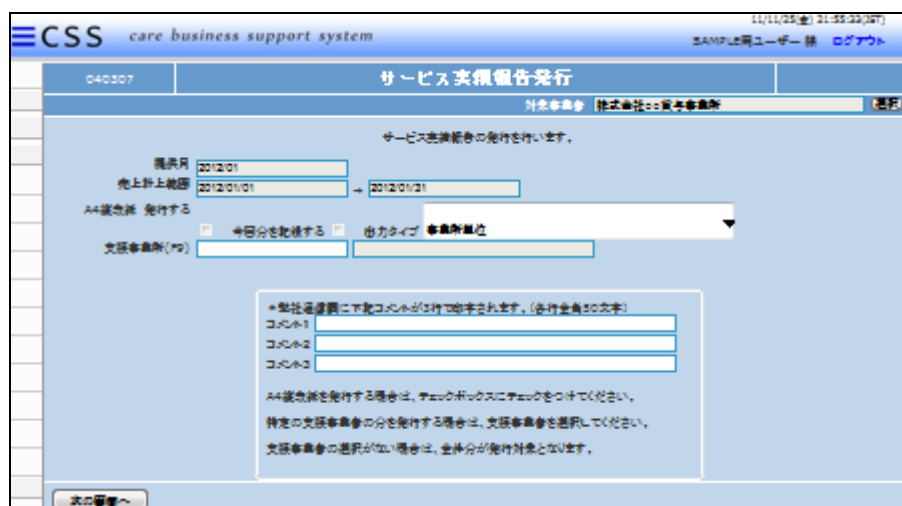 11/11/25(金) 21:55:33(JST)
CSS care business support system
SAMPLE用ユーザー 様 ログアウト
040307 サービス実績報告発行
対象事業者 株式会社○○貸与事業所 選択
サービス実績報告の発行を行います。
提供月 2012/01
売上計上範囲 2012/01/01 → 2012/01/31
A4縦急紙 発行する
今回分を記録する 出力タイプ 事業所単位
支援事業所(F9)
*弊社通信欄に下記コメントが3行で印字されます。(各行全角50文字)
コメント1
コメント2
コメント3
A4縦急紙を発行する場合は、チェックボックスにチェックをつけてください。
特定の支援事業者の分を発行する場合は、支援事業者を選択してください。
支援事業者の選択がない場合は、全体分が発行対象となります。
次の画面へ